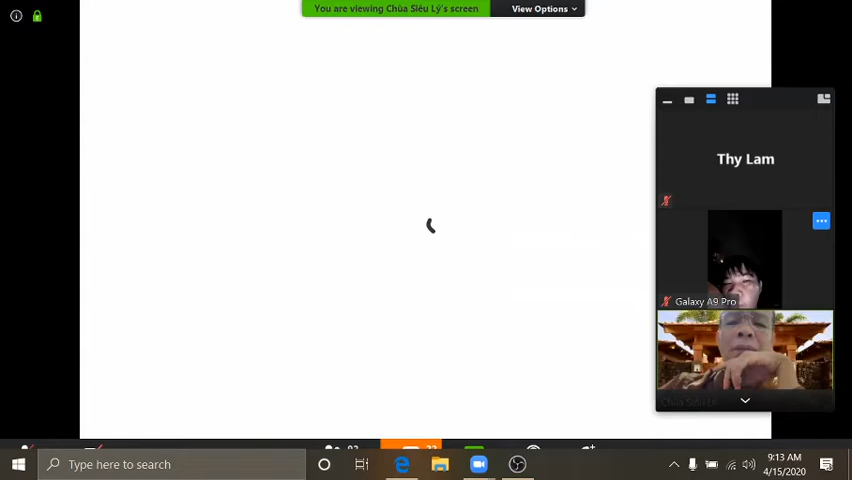 You are viewing Chùa Siêu Lý's screen
View Options
Thy Lam
Galaxy A9 Pro
Type here to search
9:13 AM
4/15/2020